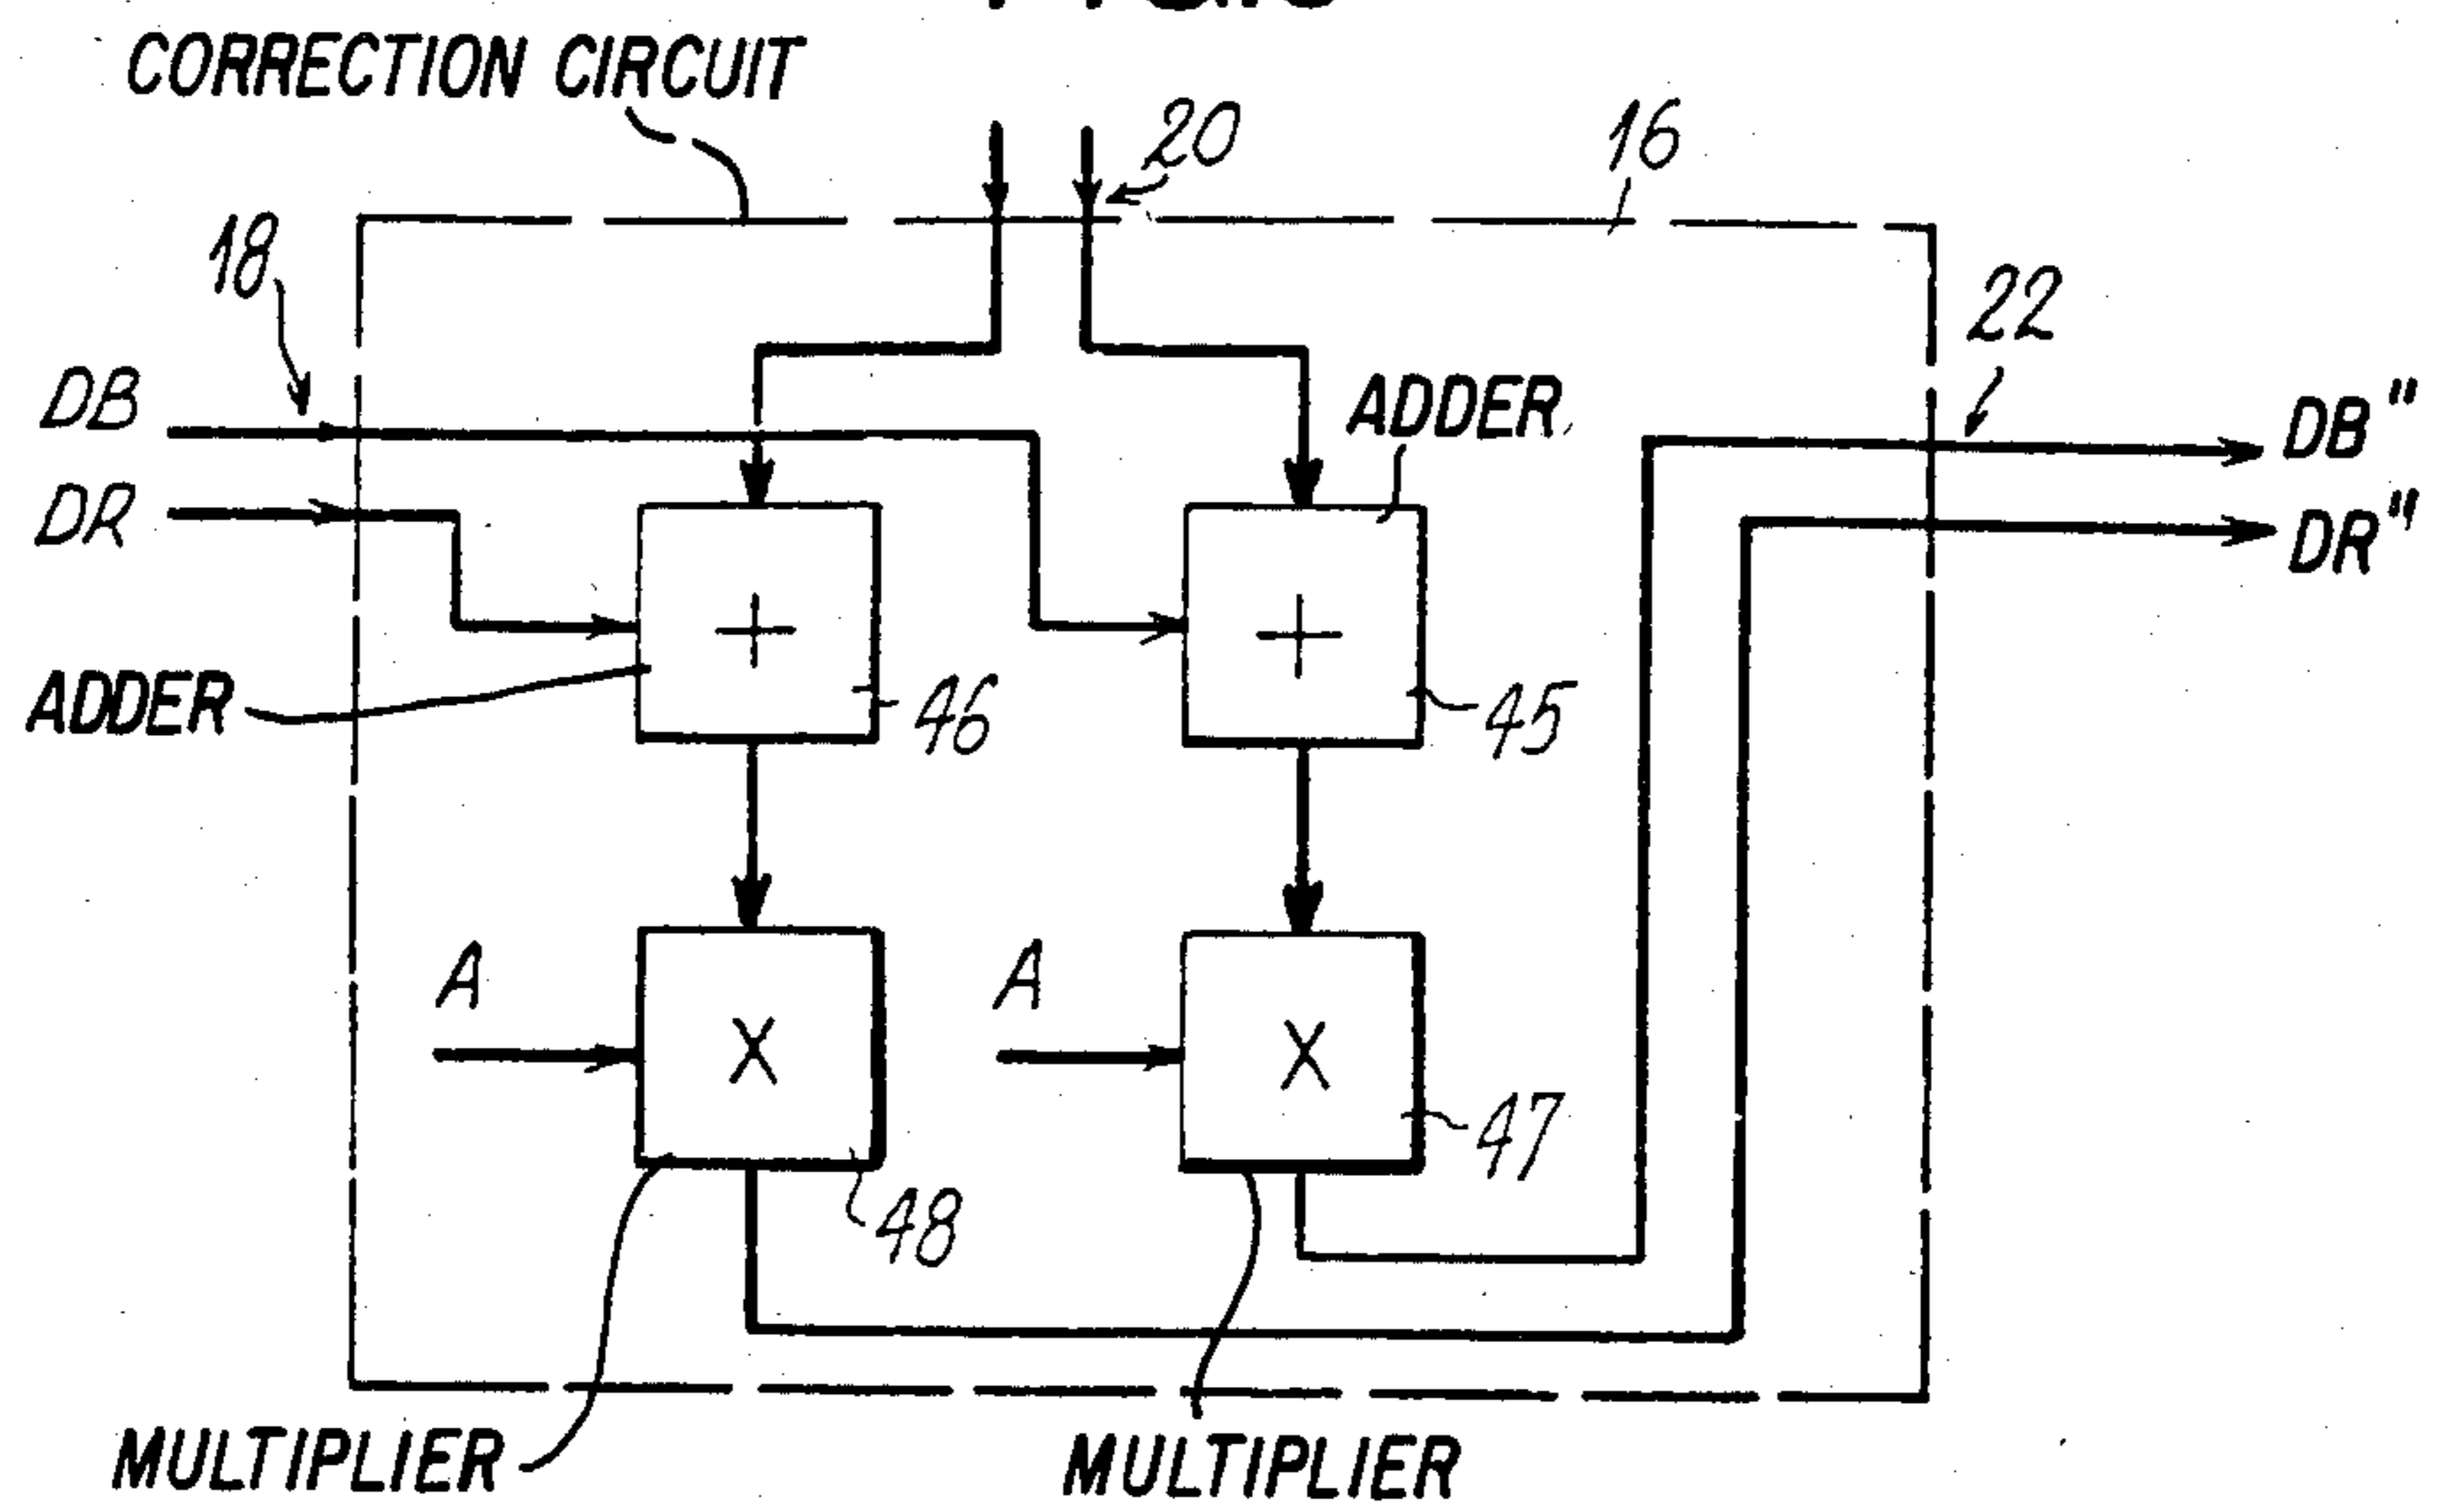 CORRECTION CIRCUIT
20
16
18
22
DB
ADDER
DB"
DR
DR"
+
+
ADDER
46
45
A
A
X
X
47
48
MULTIPLIER
MULTIPLIER